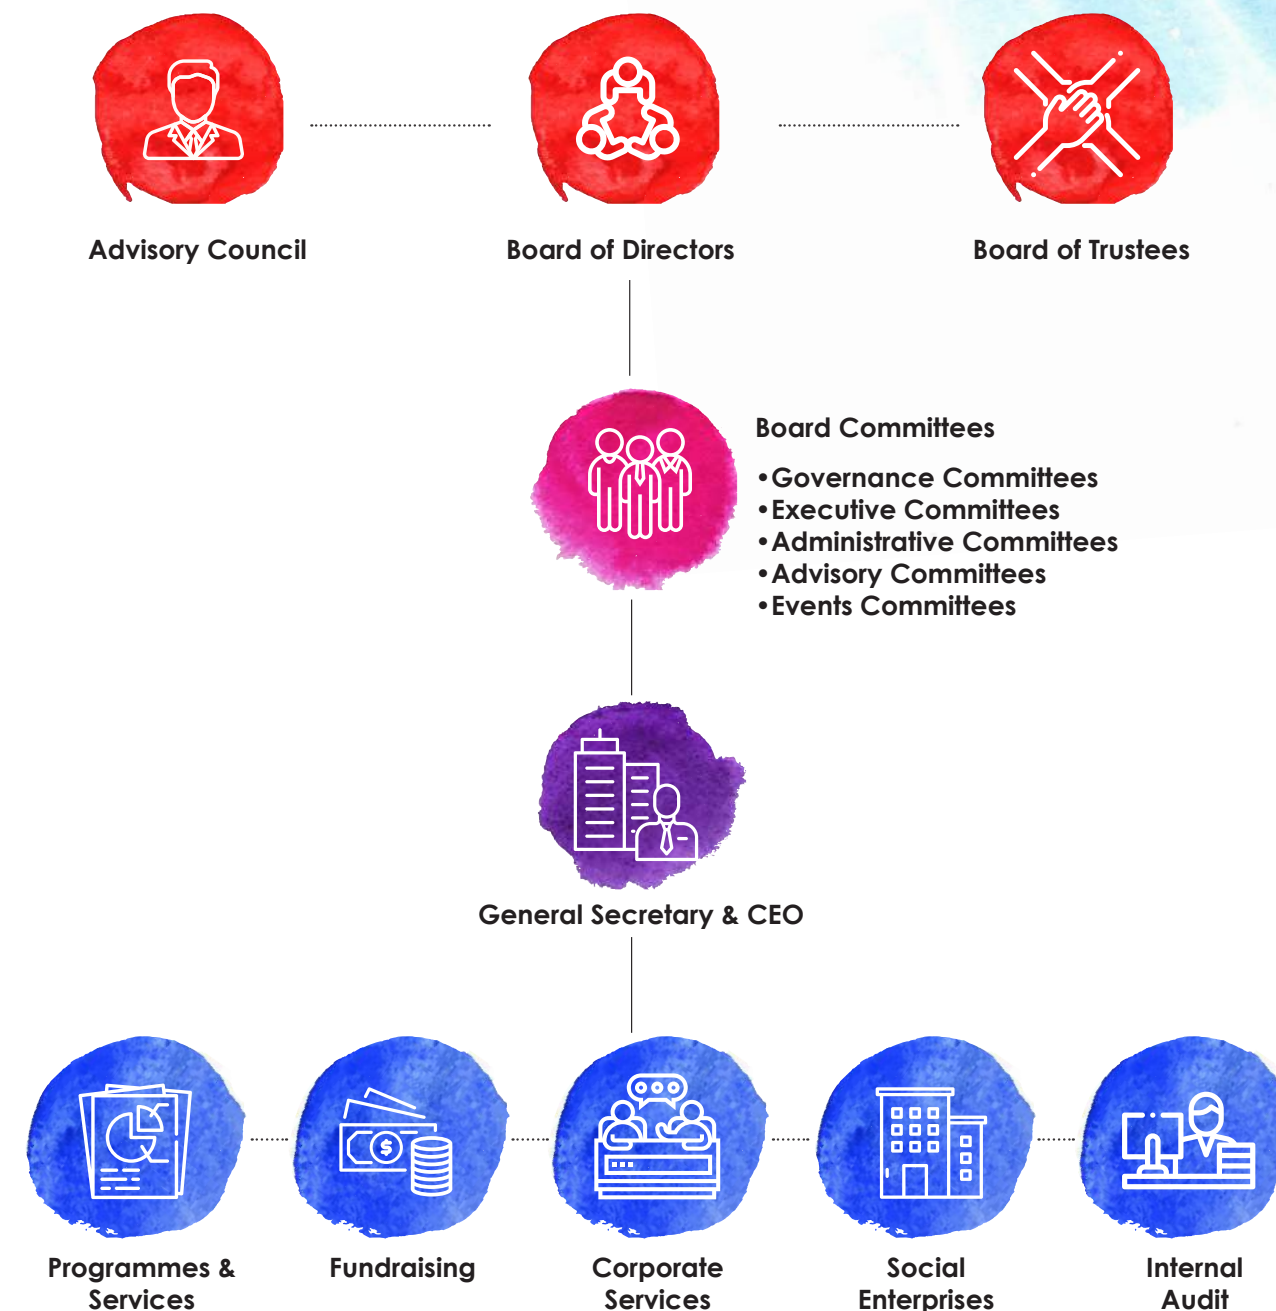 Advisory Council
Board of Directors
Board of Trustees
Board Committees
•Governance Committees
•Executive Committees
•Administrative Committees
•Advisory Committees
•Events Committees
General Secretary & CEO
$
Programmes &
Services
Fundraising
Corporate
Services
Social
Enterprises
Internal
Audit